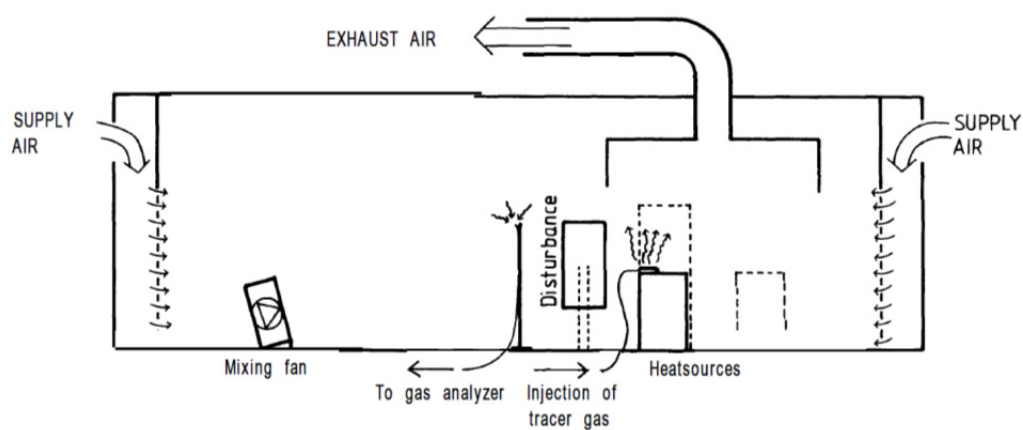 EXHAUST AIR
SUPPLY
AIR
SUPPLY
AIR
Disturbance
Mixing fan
Heatsources
To gas analyzer
Injection of
tracer gas